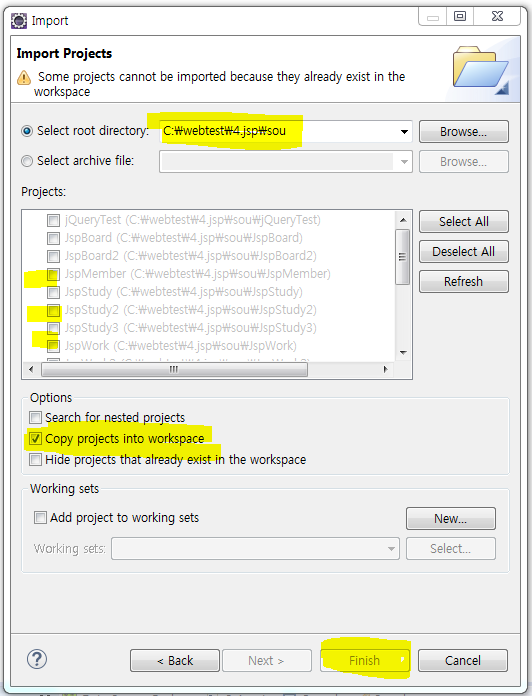 Import
Import Projects
Some projects cannot be imported because they already exist in the
workspace
Select root directory: C:₩webtest₩4.jsp₩sou Browse...
Select archive file: Browse...
Projects:
jQueryTest (C:₩webtest₩4.jsp₩sou₩jQueryTest)
JspBoard (C:₩webtest₩4.jsp₩sou₩JspBoard)
JspBoard2 (C:₩webtest₩4.jsp₩sou₩JspBoard2)
JspMember (C:₩webtest₩4.jsp₩sou₩JspMember)
JspStudy (C:₩webtest₩4.jsp₩sou₩JspStudy)
JspStudy2 (C:₩webtest₩4.jsp₩sou₩JspStudy2)
JspStudy3 (C:₩webtest₩4.jsp₩sou₩JspStudy3)
JspWork (C:₩webtest₩4.jsp₩sou₩JspWork)
Select All
Deselect All
Refresh
Options
Search for nested projects
Copy projects into workspace
Hide projects that already exist in the workspace
Working sets
Add project to working sets New...
Working sets: Select...
? < Back Next > Finish Cancel